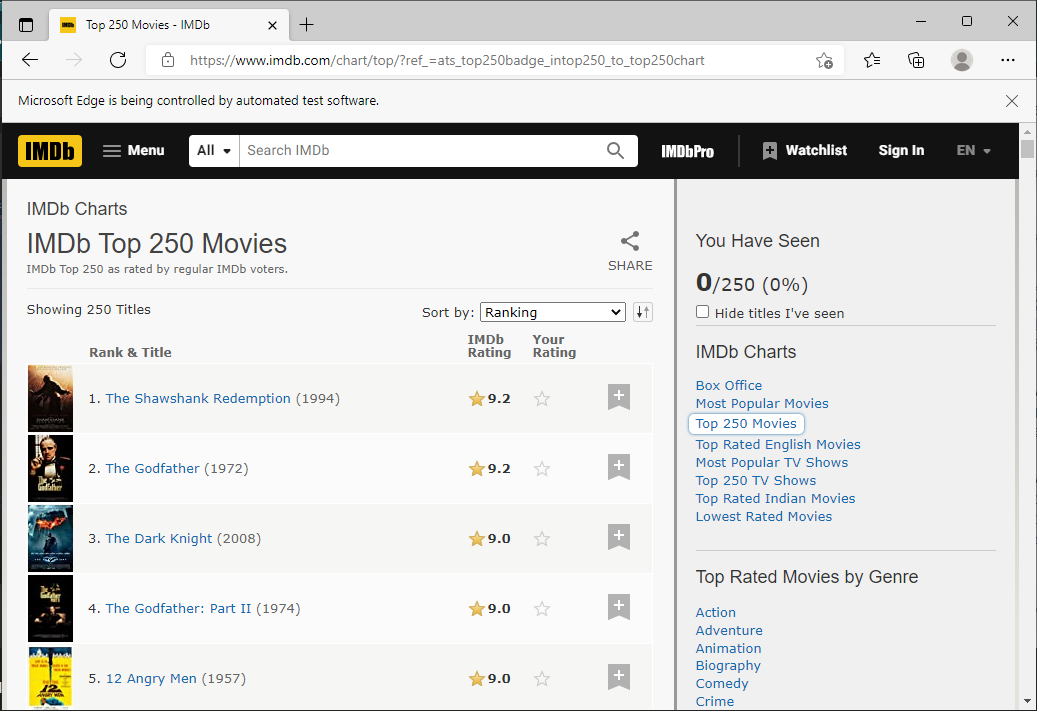 Top 250 Movies - IMDb
https://www.imdb.com/chart/top/?ref_=ats_top250badge_intop250_to_top250chart
Microsoft Edge is being controlled by automated test software.
IMDb Menu All Search IMDb IMDbPro Watchlist Sign In EN
IMDb Charts
IMDb Top 250 Movies
IMDb Top 250 as rated by regular IMDb voters.
SHARE
Showing 250 Titles
Sort by: Ranking
Rank & Title IMDb Rating Your Rating
1. The Shawshank Redemption (1994) 9.2
2. The Godfather (1972) 9.2
3. The Dark Knight (2008) 9.0
4. The Godfather: Part II (1974) 9.0
5. 12 Angry Men (1957) 9.0
You Have Seen
0/250 (0%)
Hide titles I've seen
IMDb Charts
Box Office
Most Popular Movies
Top 250 Movies
Top Rated English Movies
Most Popular TV Shows
Top 250 TV Shows
Top Rated Indian Movies
Lowest Rated Movies
Top Rated Movies by Genre
Action
Adventure
Animation
Biography
Comedy
Crime